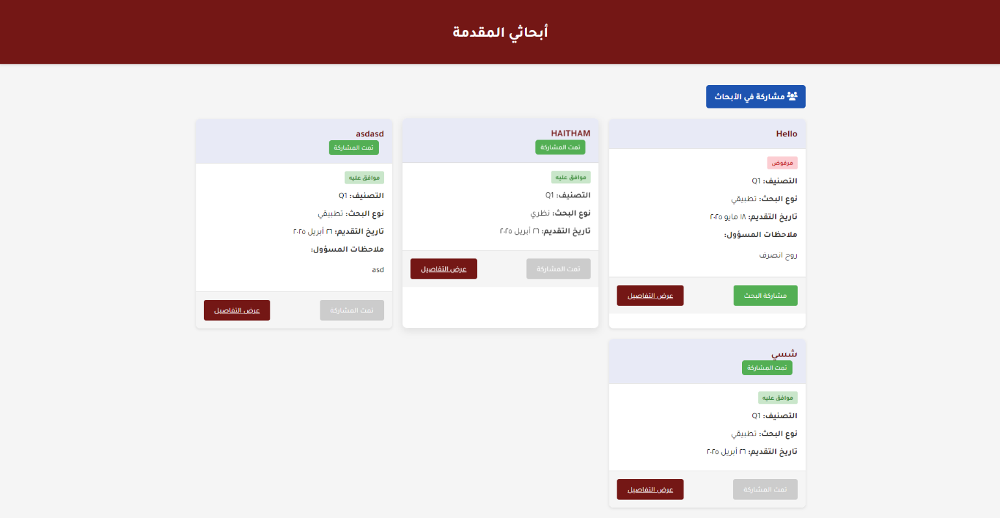 أبحاثي المقدمة
مشاركة في الأبحاث
Hello
مرفوض
التصنيف: Q1
نوع البحث: تطبيقي
تاريخ التقديم: ١٨ مايو ٢٠٢٥
ملاحظات المسؤول:
روح انصرف
مشاركة البحث
عرض التفاصيل
HAITHAM
تمت المشاركة
موافق عليه
التصنيف: Q1
نوع البحث: نظري
تاريخ التقديم: ٢٦ أبريل ٢٠٢٥
تمت المشاركة
عرض التفاصيل
asdasd
تمت المشاركة
موافق عليه
التصنيف: Q1
نوع البحث: تطبيقي
تاريخ التقديم: ٢٦ أبريل ٢٠٢٥
ملاحظات المسؤول:
asd
تمت المشاركة
عرض التفاصيل
شسي
تمت المشاركة
موافق عليه
التصنيف: Q1
نوع البحث: تطبيقي
تاريخ التقديم: ٢٦ أبريل ٢٠٢٥
تمت المشاركة
عرض التفاصيل